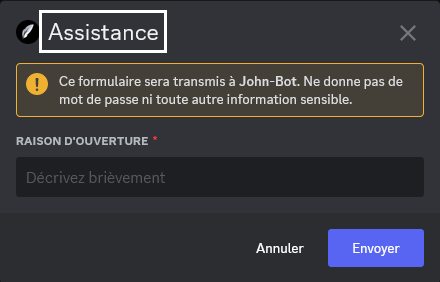 Assistance
Ce formulaire sera transmis à John-Bot. Ne donne pas de
mot de passe ni toute autre information sensible.
RAISON D'OUVERTURE *
Décrivez brièvement
Annuler
Envoyer